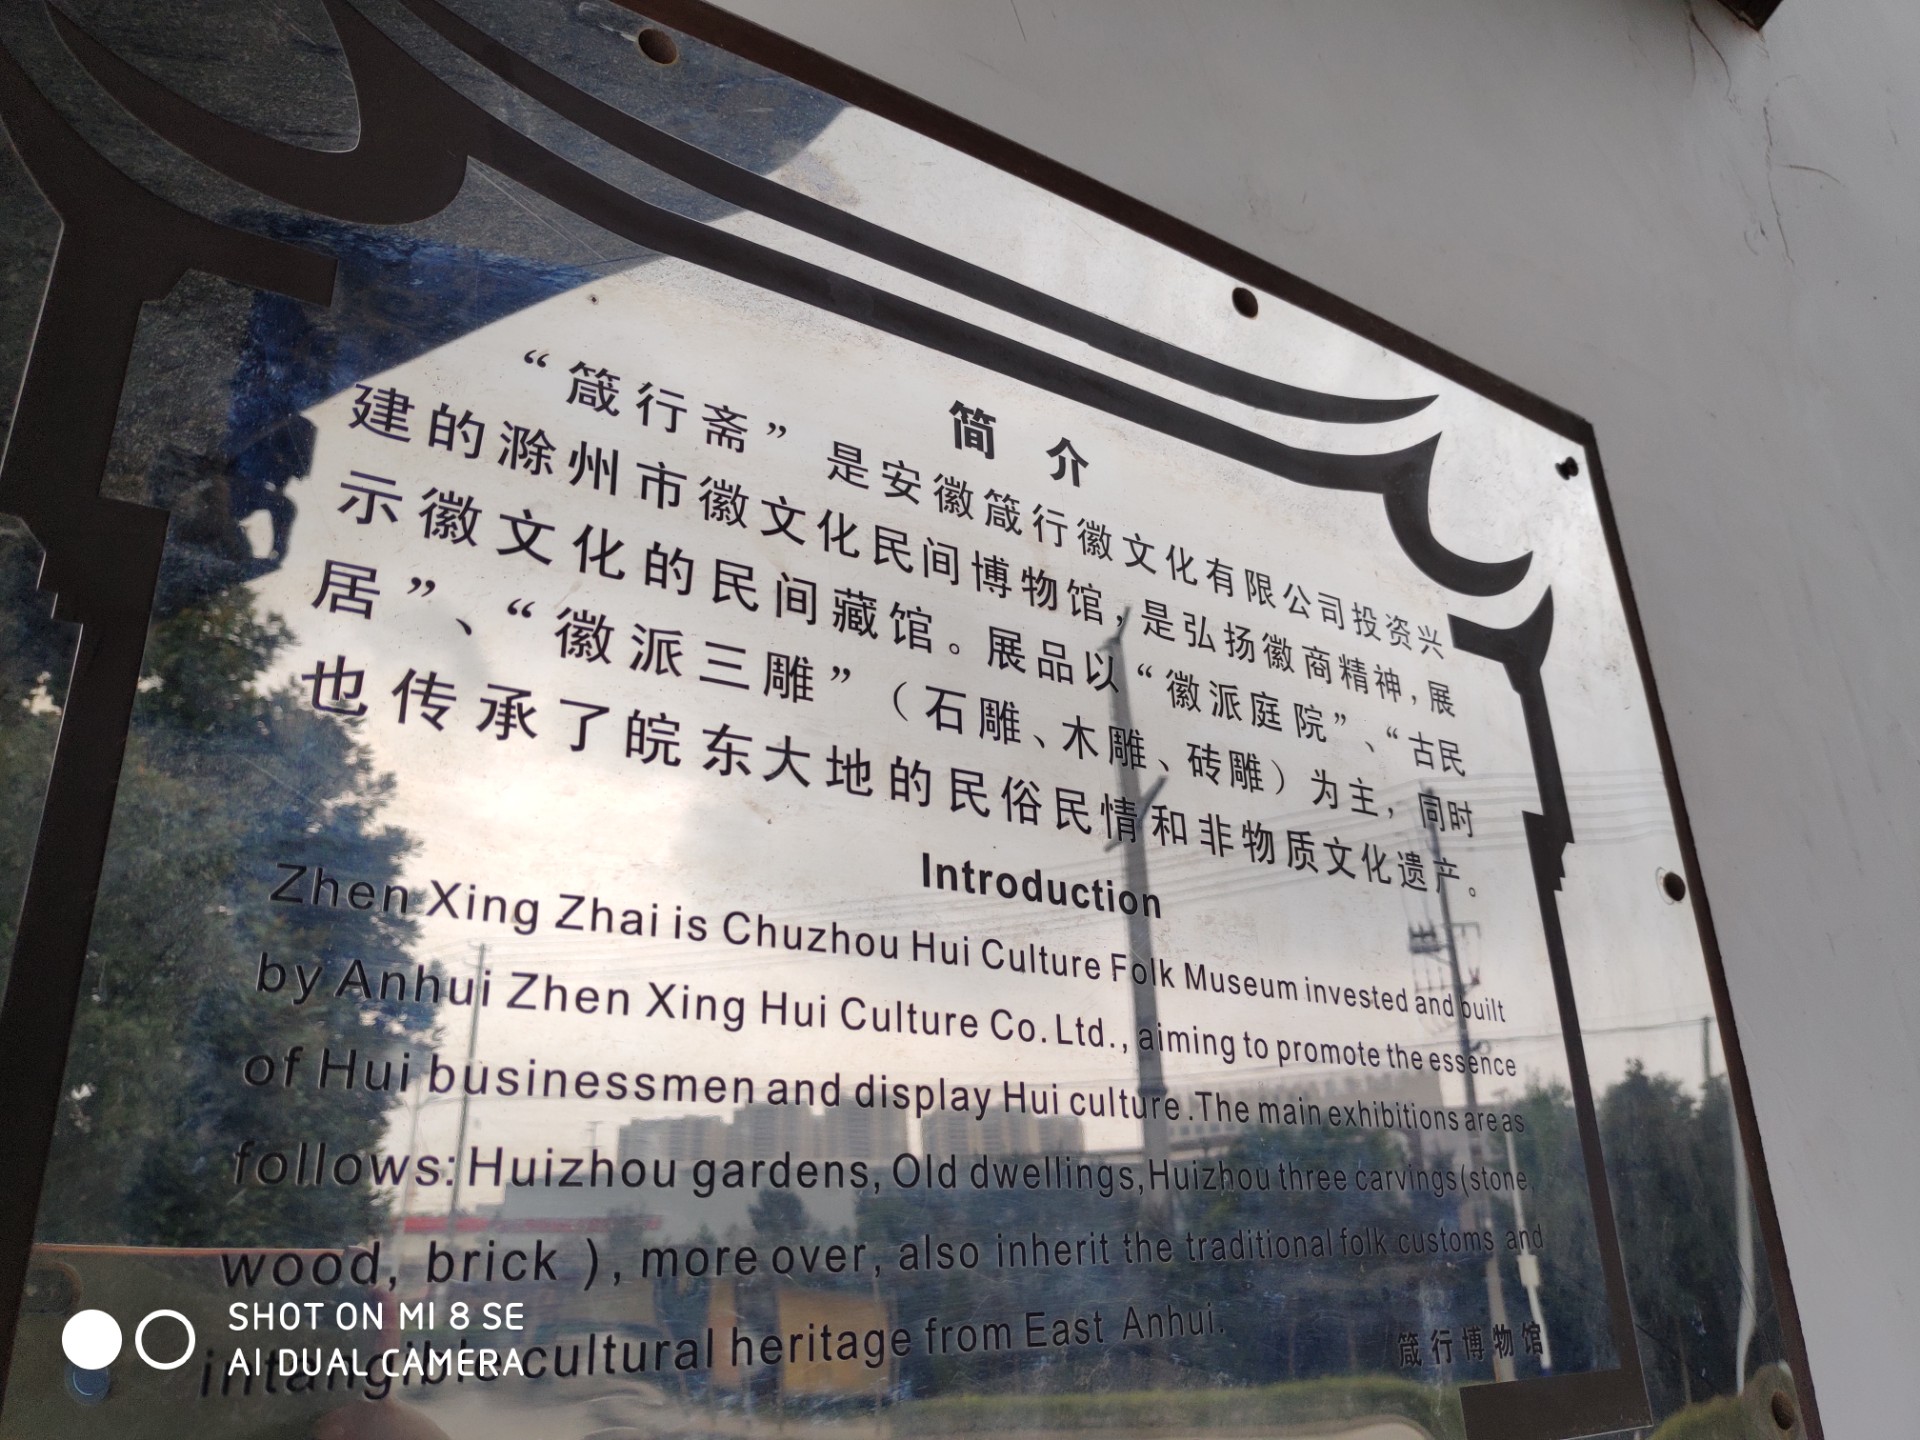 简 介
“箴行斋”是安徽箴行徽文化有限公司投资兴
建的滁州市徽文化民间博物馆，是弘扬徽商精神，展
示徽文化的民间藏馆。展品以“徽派庭院”、“古民
居”、“徽派三雕”（石雕、木雕、砖雕）为主，同时
也传承了皖东大地的民俗民情和非物质文化遗产。
Introduction
Zhen Xing Zhai is Chuzhou Hui Culture Folk Museum invested and built
by Anhui Zhen Xing Hui Culture Co. Ltd., aiming to promote the essence
of Hui businessmen and display Hui culture.The main exhibitions are as
follows: Huizhou gardens, Old dwellings,Huizhou three carvings(stone,
wood, brick ), more over, also inherit the traditional folk customs and
intangible cultural heritage from East Anhui.
箴行博物馆
SHOT ON MI 8 SE
AI DUAL CAMERA